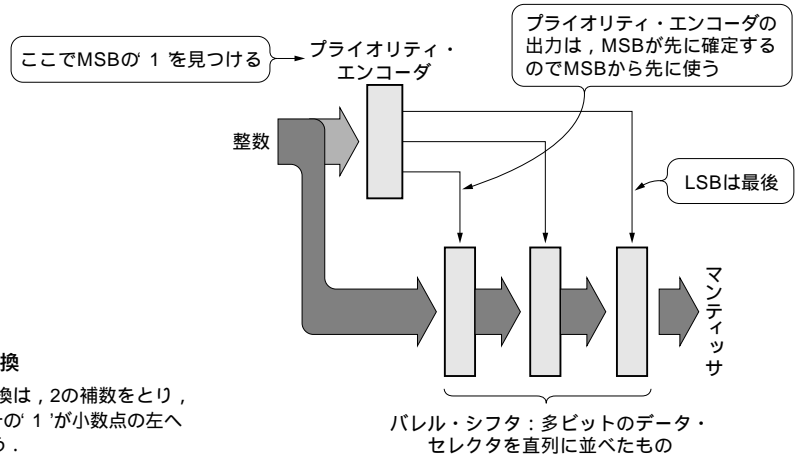 ここでMSBの'1'を見つける
プライオリティ・
エンコーダ
プライオリティ・エンコーダの
出力は，MSBが先に確定する
のでMSBから先に使う
整数
LSBは最後
マンティッサ
バレル・シフタ：多ビットのデータ・
セレクタを直列に並べたもの
換
換は，2の補数をとり，
の'1'が小数点の左へ
．